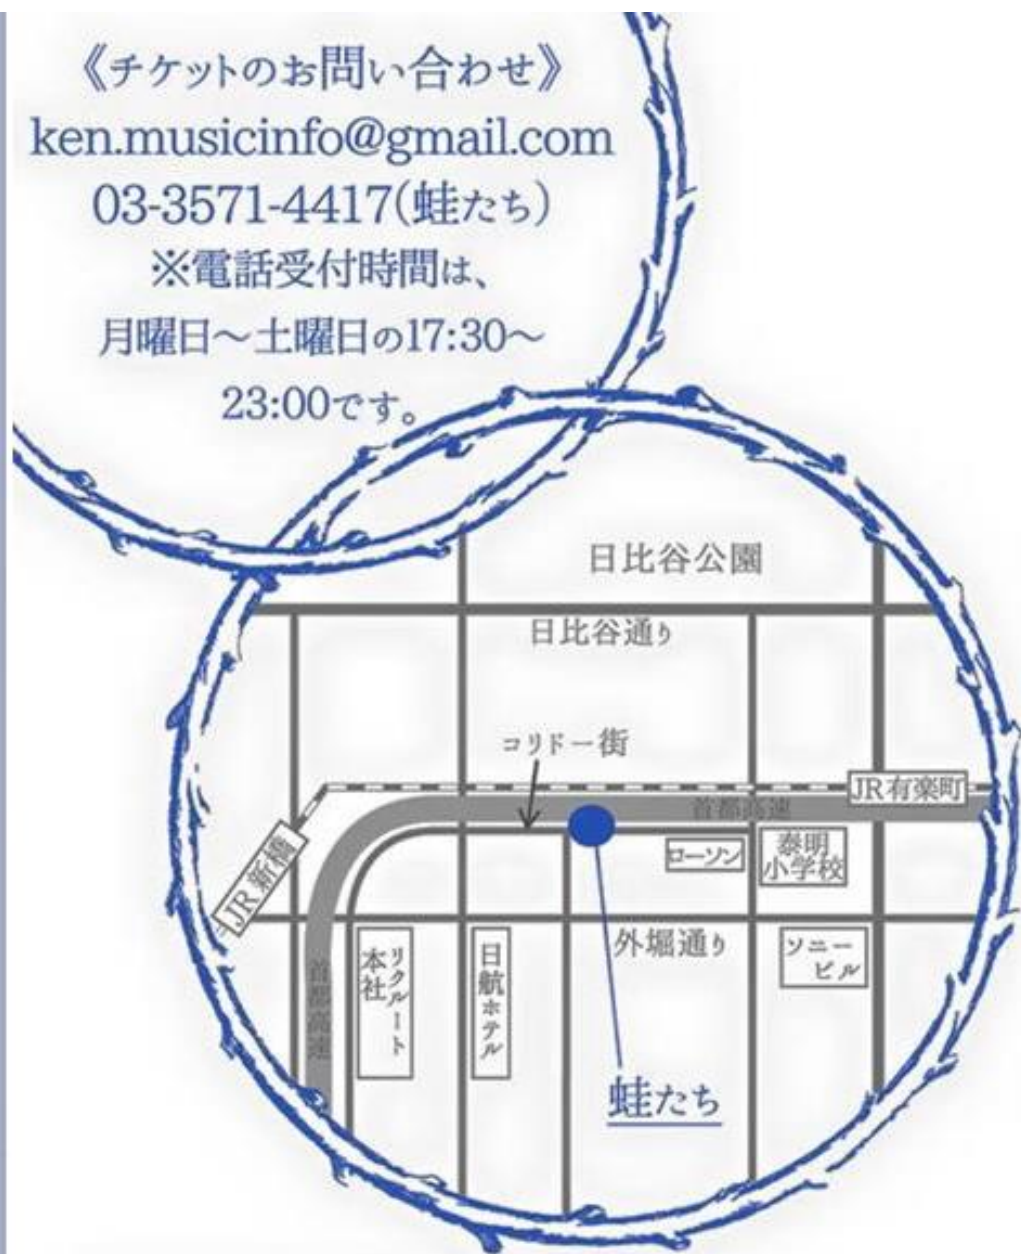 《チケットのお問い合わせ》
ken.musicinfo@gmail.com
03-3571-4417(蛙たち)
※電話受付時間は、
月曜日～土曜日の17:30～
23:00です。
日比谷公園
日比谷通り
コリドー街
JR有楽町
首都高速
ローソン
泰明
小学校
JR新橋
外堀通り
ソニー
ビル
首都高速
リクルート
本社
日航ホテル
蛙たち